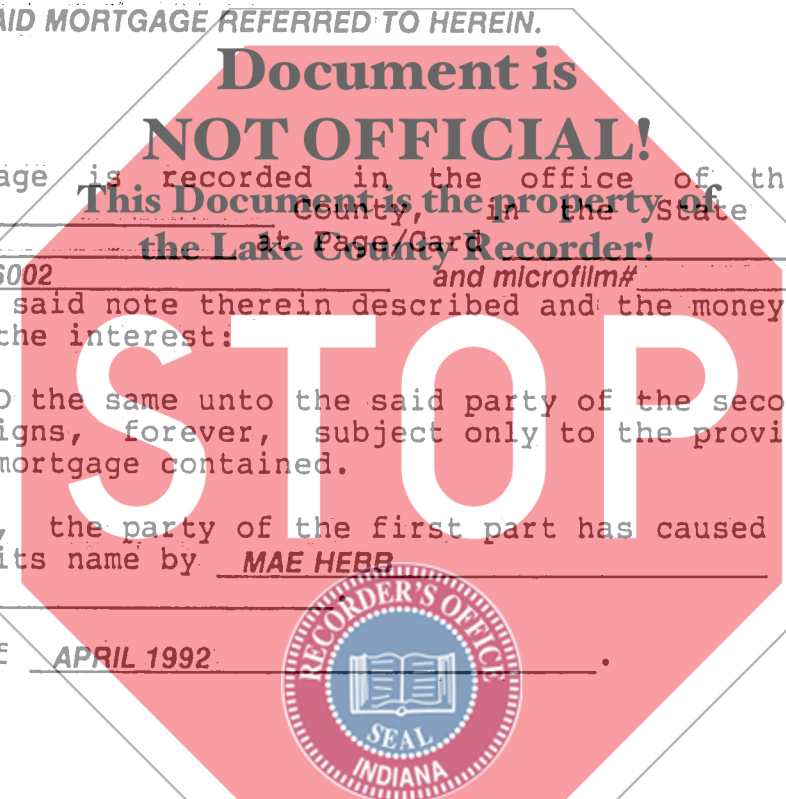 AID MORTGAGE REFERRED TO HEREIN.
Document is
NOT OFFICIAL!
age is recorded in the office of th
This Document is the property of
County, in the State
the Lake County Recorder!
at Page/Card
6002 and microfilm#
said note therein described and the money
the interest:
STOP
D the same unto the said party of the seco
igns, forever, subject only to the provi
mortgage contained.
, the party of the first part has caused
its name by MAE HEBB
E APRIL 1992 .
RECORDER'S OFFICE
SEAL
INDIANA